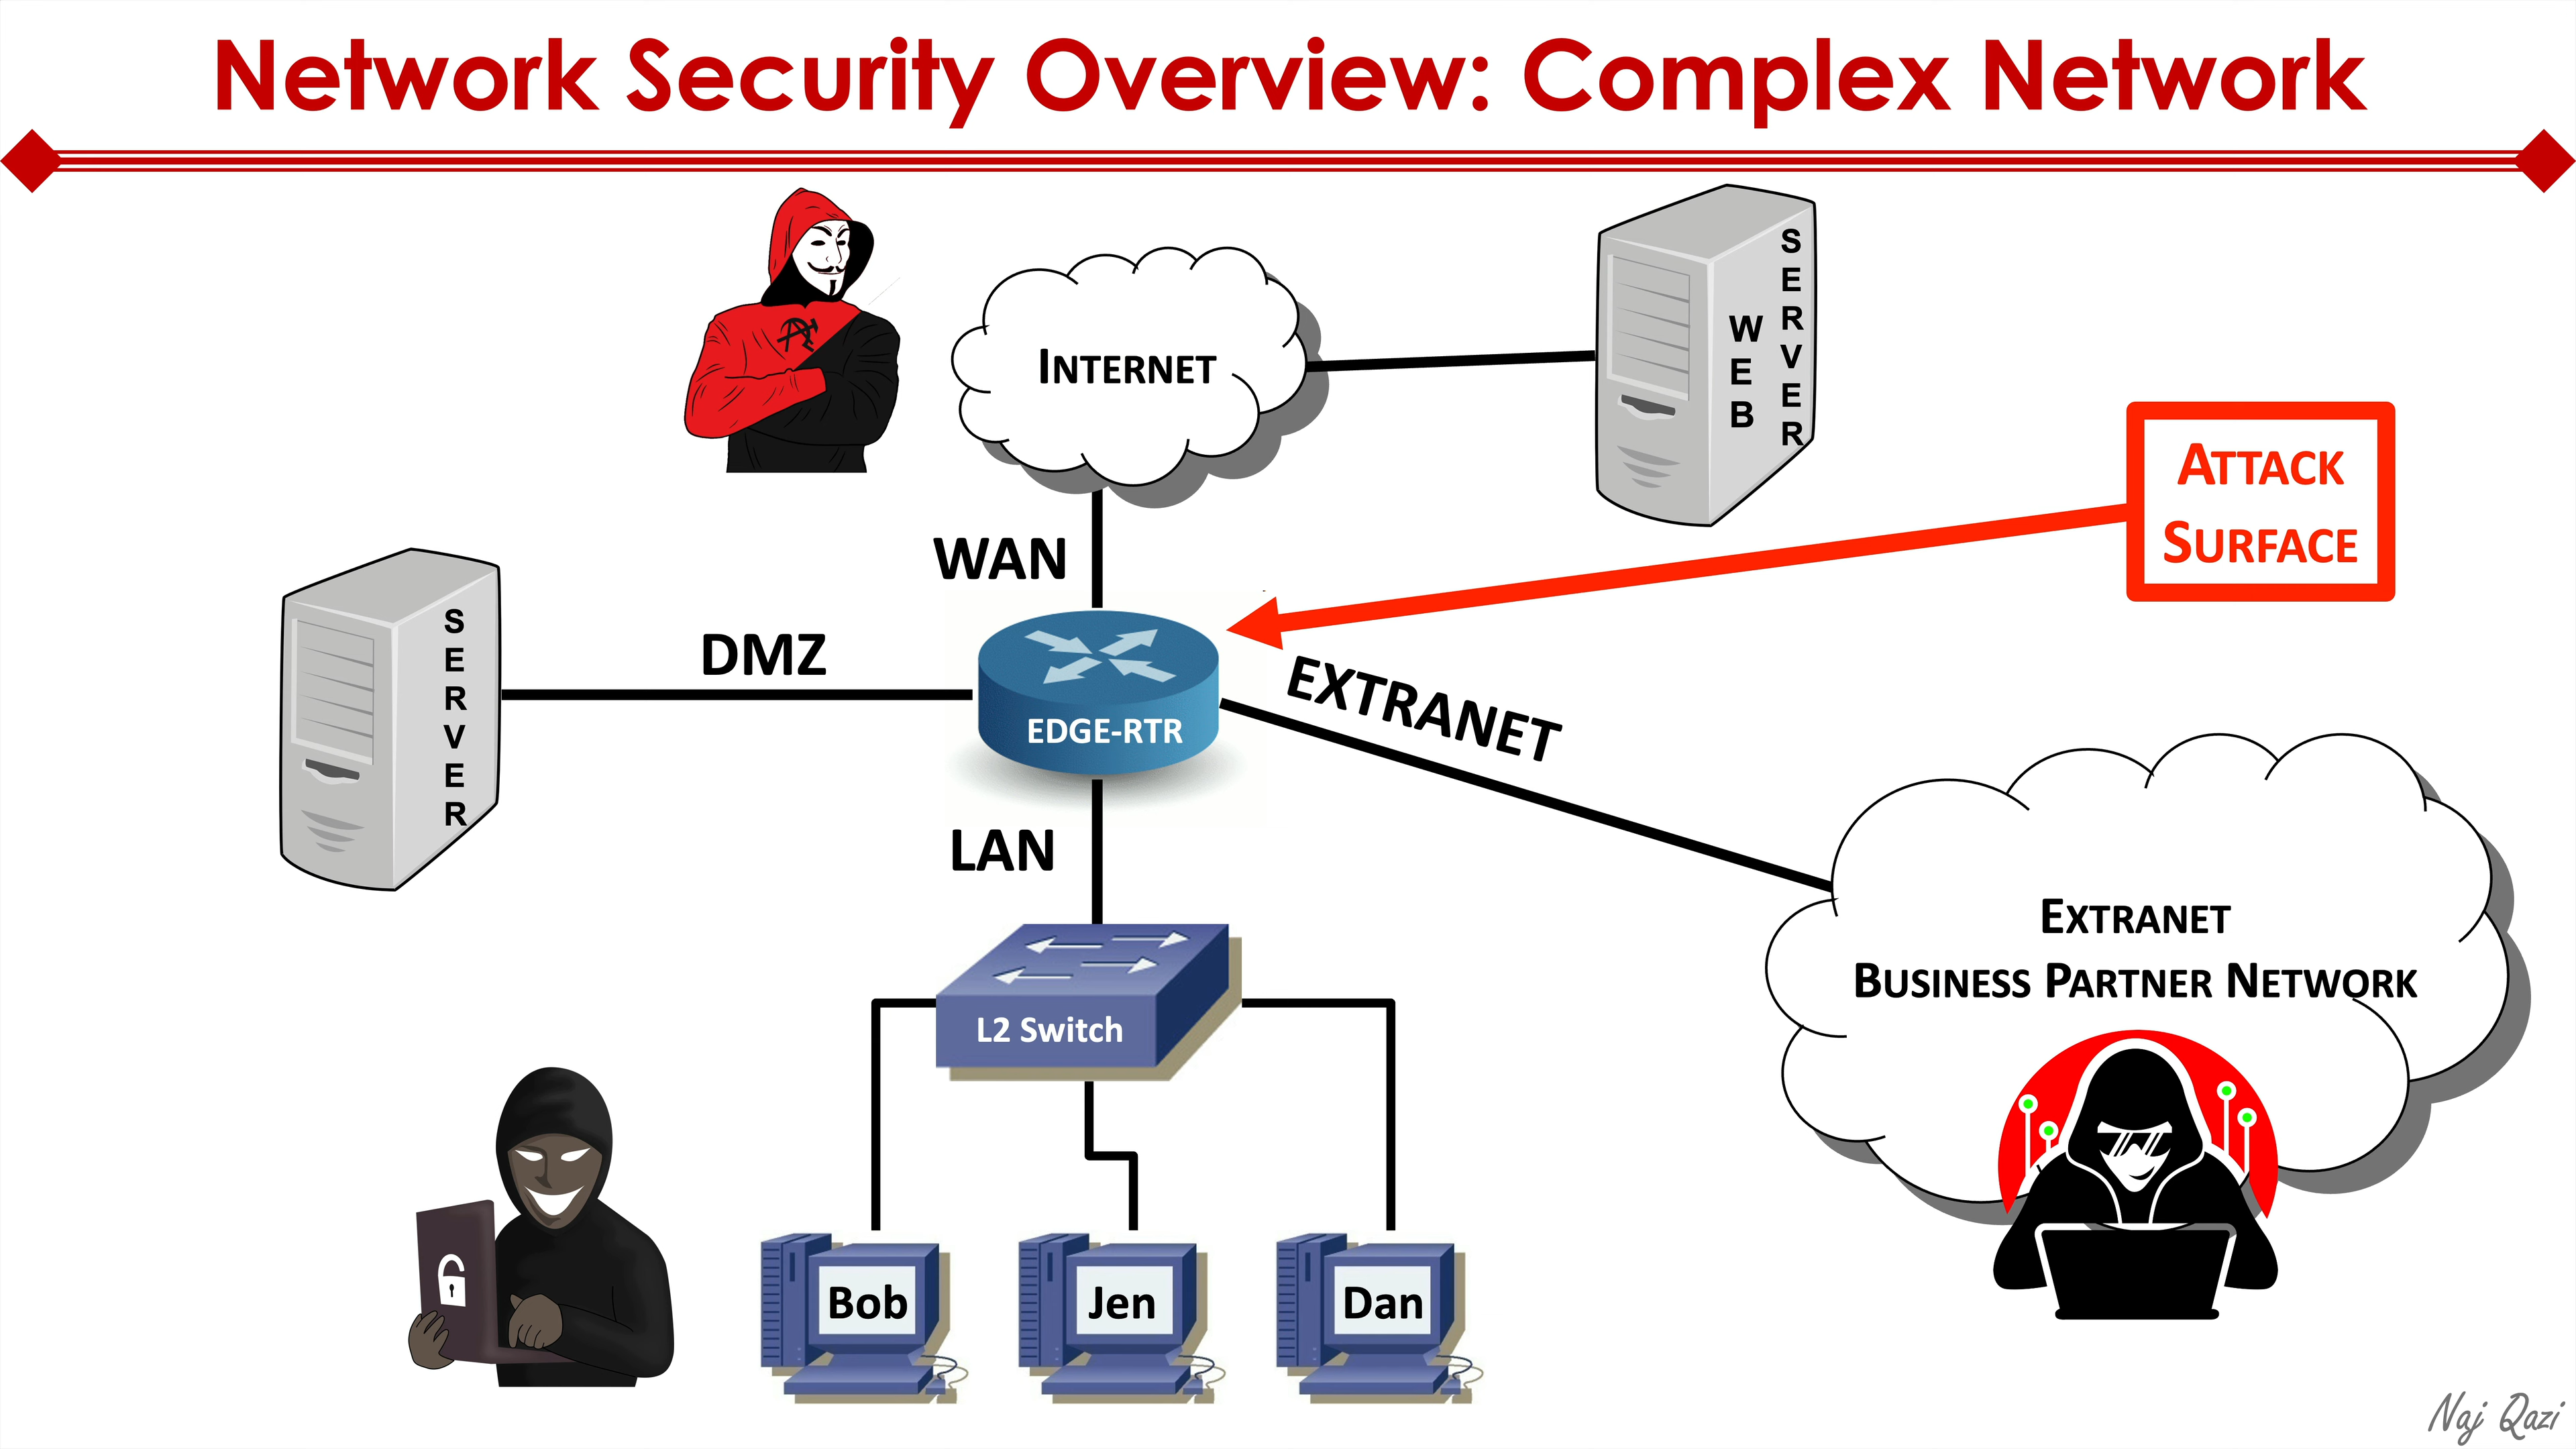 Network Security Overview: Complex Network
INTERNET
WEB
SERVER
ATTACK
SURFACE
WAN
SERVER
DMZ
EDGE-RTR
EXTRANET
LAN
EXTRANET
BUSINESS PARTNER NETWORK
L2 Switch
Bob
Jen
Dan
Naj Qazi